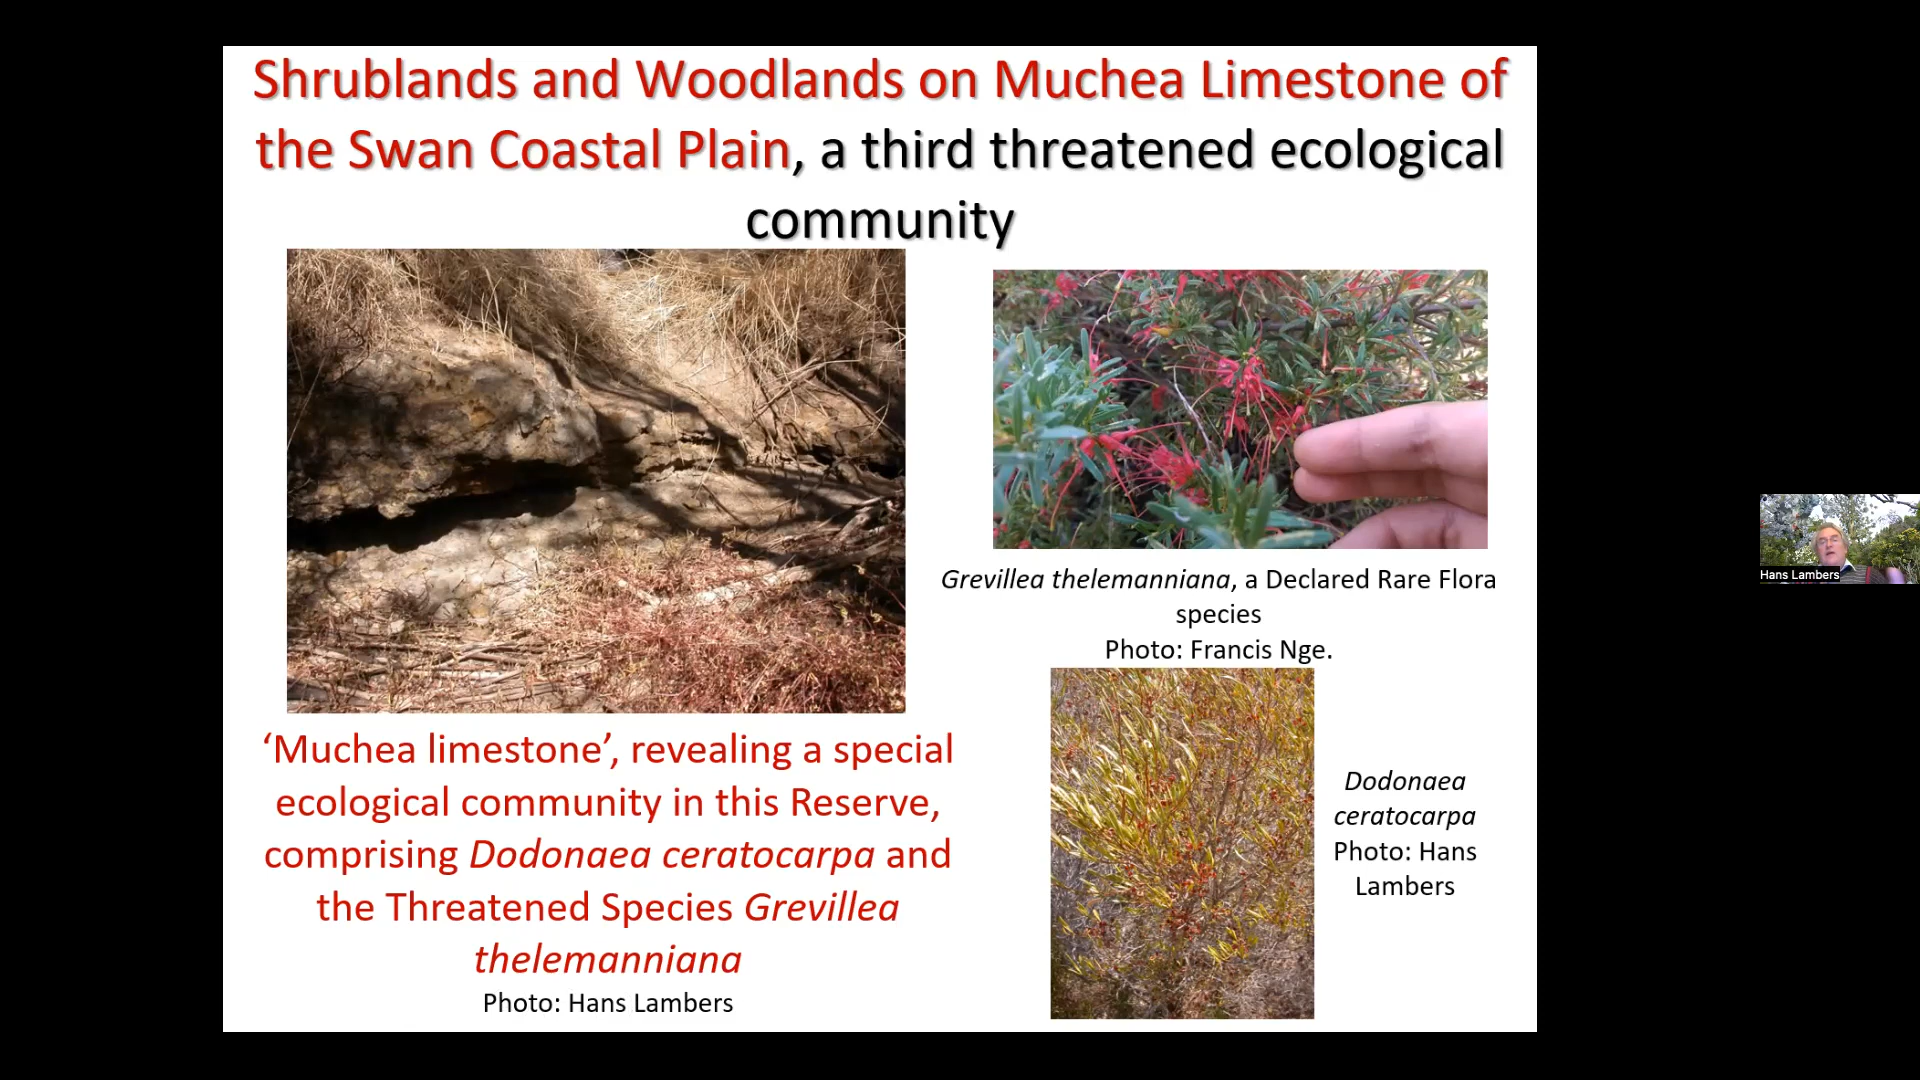 Shrublands and Woodlands on Muchea Limestone of
the Swan Coastal Plain, a third threatened ecological
community
Grevillea thelemanniana, a Declared Rare Flora
species
Photo: Francis Nge.
‘Muchea limestone’, revealing a special
ecological community in this Reserve,
comprising Dodonaea ceratocarpa and
the Threatened Species Grevillea
thelemanniana
Photo: Hans Lambers
Dodonaea
ceratocarpa
Photo: Hans
Lambers
Hans Lambers